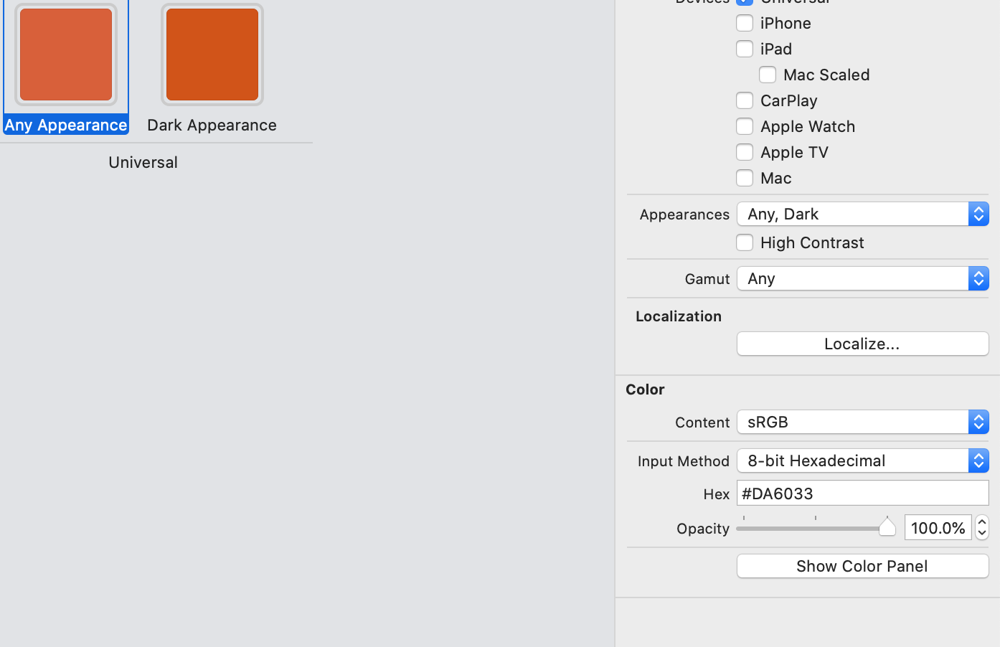 Any Appearance
Dark Appearance
Universal
Devices
Universal
iPhone
iPad
Mac Scaled
CarPlay
Apple Watch
Apple TV
Mac
Appearances
Any, Dark
High Contrast
Gamut
Any
Localization
Localize...
Color
Content
sRGB
Input Method
8-bit Hexadecimal
Hex
#DA6033
Opacity
100.0%
Show Color Panel